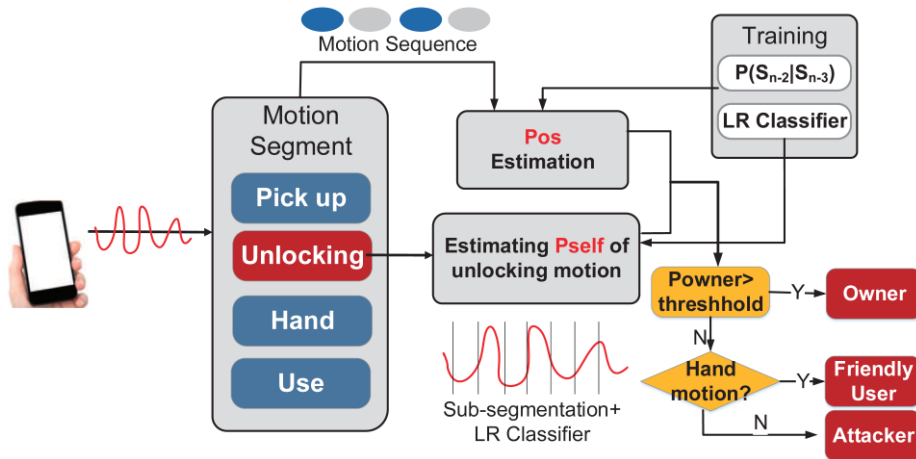 Motion Sequence
Motion
Segment
Pick up
Unlocking
Hand
Use
Pos
Estimation
Estimating Pself of
unlocking motion
Sub-segmentation+
LR Classifier
Training
P(Sn-2|Sn-3)
LR Classifier
Powner>
threshhold
Y
Owner
N
Hand
motion?
Y
Friendly
User
N
Attacker